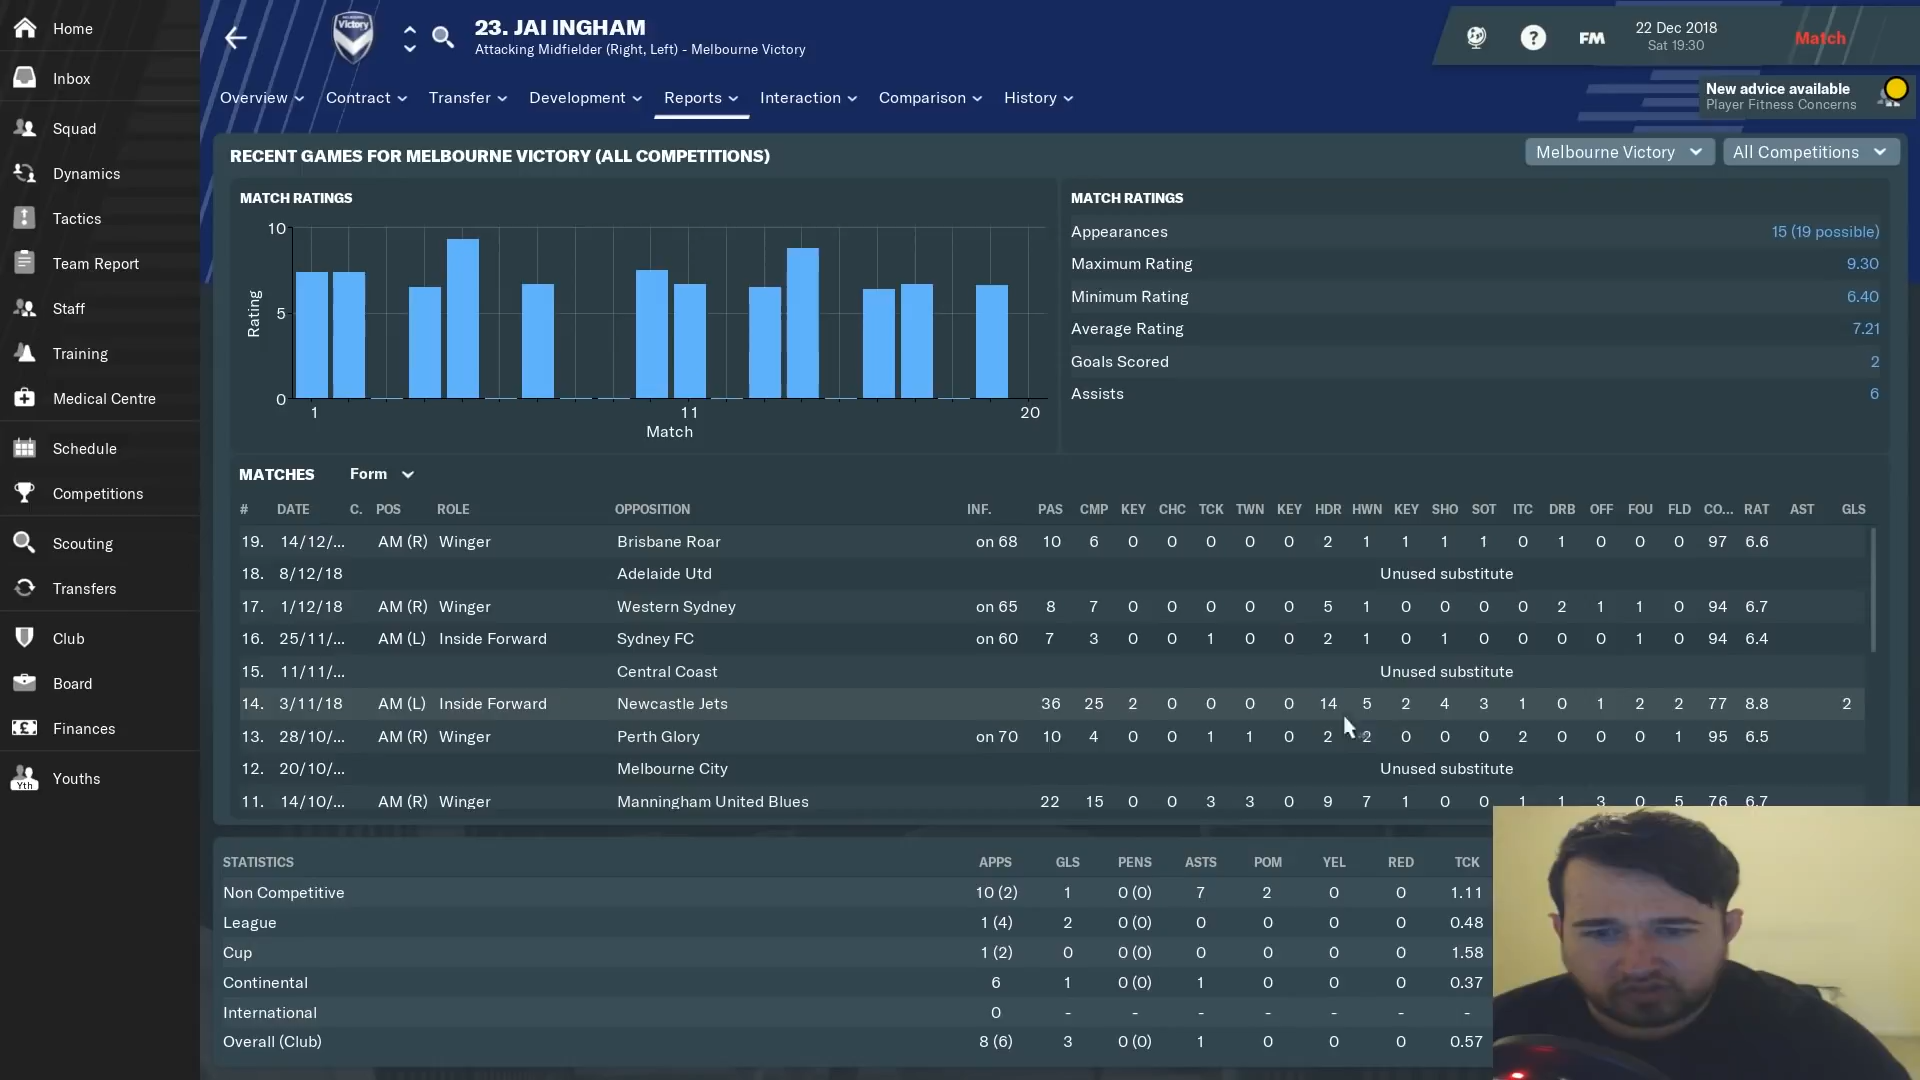 Home
Inbox
Squad
Dynamics
Tactics
Team Report
Staff
Training
Medical Centre
Schedule
Competitions
Scouting
Transfers
Club
Board
Finances
Yth Youths
Victory
23. JAI INGHAM
Attacking Midfielder (Right, Left) - Melbourne Victory
? FM 22 Dec 2018
Sat 19:30
Match
Overview Contract Transfer Development Reports Interaction Comparison History
New advice available
Player Fitness Concerns
RECENT GAMES FOR MELBOURNE VICTORY (ALL COMPETITIONS)
Melbourne Victory All Competitions
MATCH RATINGS
10
5
0
Rating
1 11 20
Match
MATCH RATINGS
Appearances 15 (19 possible)
Maximum Rating 9.30
Minimum Rating 6.40
Average Rating 7.21
Goals Scored 2
Assists 6
MATCHES Form
# DATE C. POS ROLE OPPOSITION INF. PAS CMP KEY CHC TCK TWN KEY HDR HWN KEY SHO SOT ITC DRB OFF FOU FLD CO... RAT AST GLS
19. 14/12/... AM (R) Winger Brisbane Roar on 68 10 6 0 0 0 0 0 2 1 1 1 1 0 1 0 0 0 97 6.6
18. 8/12/18 Adelaide Utd Unused substitute
17. 1/12/18 AM (R) Winger Western Sydney on 65 8 7 0 0 0 0 0 5 1 0 0 0 0 2 1 1 0 94 6.7
16. 25/11/... AM (L) Inside Forward Sydney FC on 60 7 3 0 0 1 0 0 2 1 0 1 0 0 0 0 1 0 94 6.4
15. 11/11/... Central Coast Unused substitute
14. 3/11/18 AM (L) Inside Forward Newcastle Jets 36 25 2 0 0 0 0 14 5 2 4 3 1 0 1 2 2 77 8.8 2
13. 28/10/... AM (R) Winger Perth Glory on 70 10 4 0 0 1 1 0 2 2 0 0 0 2 0 0 0 1 95 6.5
12. 20/10/... Melbourne City Unused substitute
11. 14/10/... AM (R) Winger Manningham United Blues 22 15 0 0 3 3 0 9 7 1 0 0 1 1 3 0 5 76 6.7
STATISTICS APPS GLS PENS ASTS POM YEL RED TCK
Non Competitive 10 (2) 1 0 (0) 7 2 0 0 1.11
League 1 (4) 2 0 (0) 0 0 0 0 0.48
Cup 1 (2) 0 0 (0) 0 0 0 0 1.58
Continental 6 1 0 (0) 1 0 0 0 0.37
International 0 - - - - - - -
Overall (Club) 8 (6) 3 0 (0) 1 0 0 0 0.57